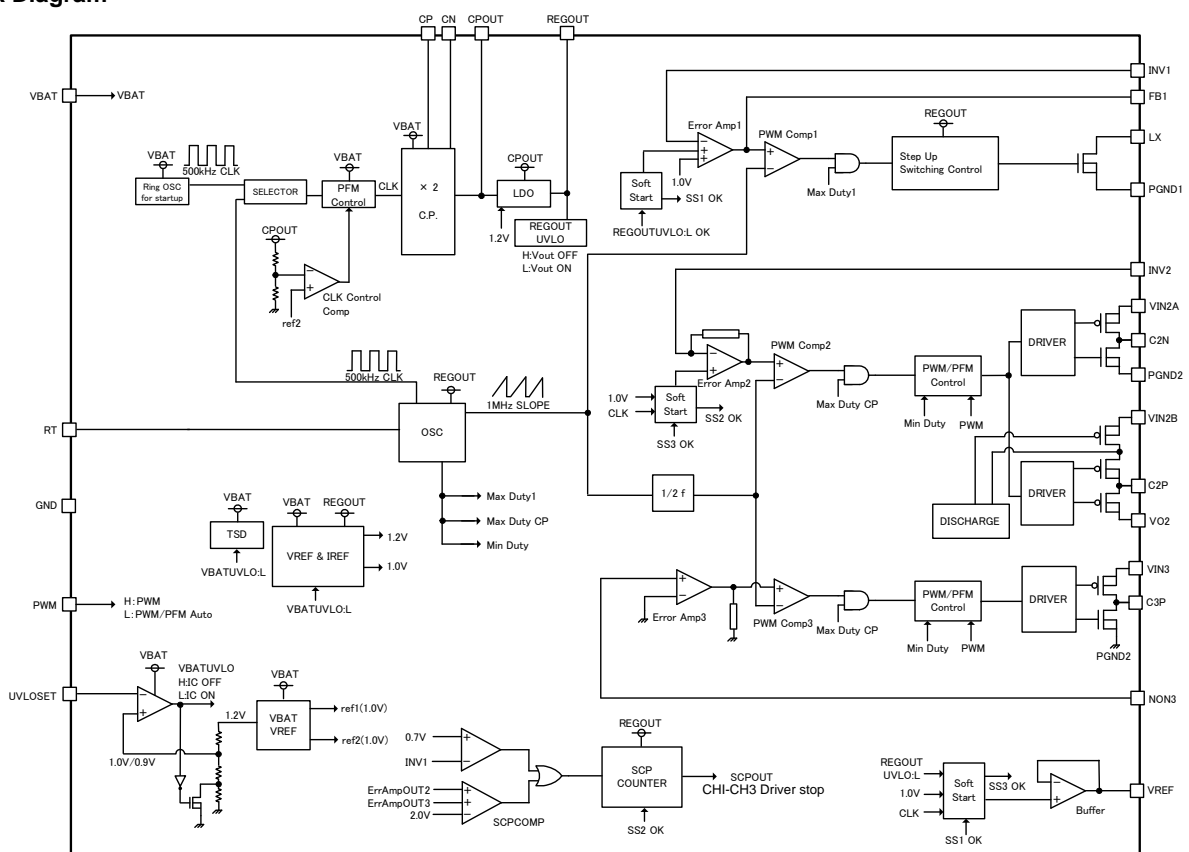 CP
CN
CPOUT
REGOUT
VBAT
VBAT
INV1
FB1
LX
PGND1
VBAT
500kHz CLK
Ring OSC
for startup
SELECTOR
VBAT
PFM
Control
CLK
VBAT
× 2
C.P.
CPOUT
LDO
1.2V
REGOUT
UVLO
H:Vout OFF
L:Vout ON
CPOUT
ref2
CLK Control
Comp
Error Amp1
PWM Comp1
1.0V
Soft
Start
SS1 OK
REGOUTUVLO:L OK
Max Duty1
REGOUT
Step Up
Switching Control
INV2
500kHz CLK
REGOUT
1MHz SLOPE
OSC
RT
Max Duty1
Max Duty CP
Min Duty
Error Amp2
PWM Comp2
1.0V
CLK
Soft
Start
SS2 OK
SS3 OK
Max Duty CP
PWM/PFM
Control
Min Duty
PWM
DRIVER
VIN2A
C2N
PGND2
VIN2B
DISCHARGE
DRIVER
C2P
VO2
1/2 f
GND
VBAT
TSD
VBATUVLO:L
VBAT
REGOUT
VREF & IREF
1.2V
1.0V
VBATUVLO:L
PWM
H:PWM
L:PWM/PFM Auto
Error Amp3
PWM Comp3
Max Duty CP
PWM/PFM
Control
Min Duty
PWM
DRIVER
VIN3
C3P
PGND2
NON3
UVLOSET
VBAT
VBATUVLO
H:IC OFF
L:IC ON
1.0V/0.9V
1.2V
VBAT
VBAT
VREF
ref1(1.0V)
ref2(1.0V)
0.7V
INV1
ErrAmpOUT2
ErrAmpOUT3
2.0V
SCPCOMP
REGOUT
SCP
COUNTER
SS2 OK
SCPOUT
CHI-CH3 Driver stop
REGOUT
UVLO:L
1.0V
CLK
Soft
Start
SS3 OK
SS1 OK
Buffer
VREF